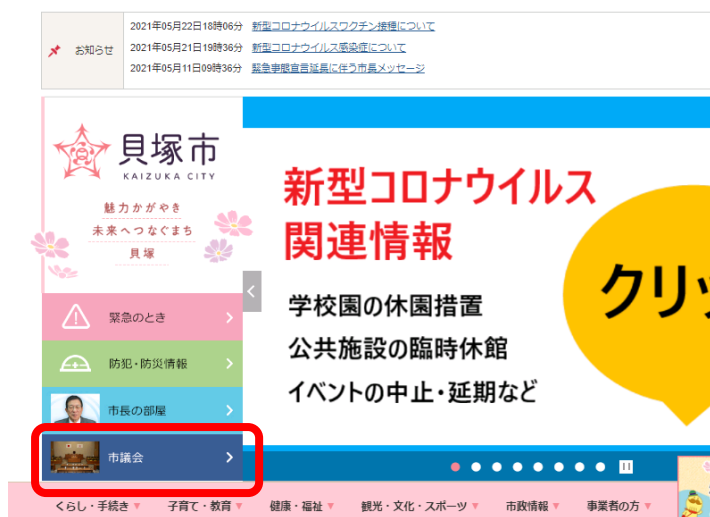 お知らせ
2021年05月22日18時06分 新型コロナウイルスワクチン接種について
2021年05月21日19時36分 新型コロナウイルス感染症について
2021年05月11日09時36分 緊急事態宣言延長に伴う市長メッセージ
貝塚市
KAIZUKA CITY
魅力かがやき
未来へつなぐまち
貝塚
新型コロナウイルス
関連情報
学校園の休園措置
公共施設の臨時休館
イベントの中止・延期など
クリッ
緊急のとき
防犯・防災情報
市長の部屋
市議会
くらし・手続き 子育て・教育 健康・福祉 観光・文化・スポーツ 市政情報 事業者の方